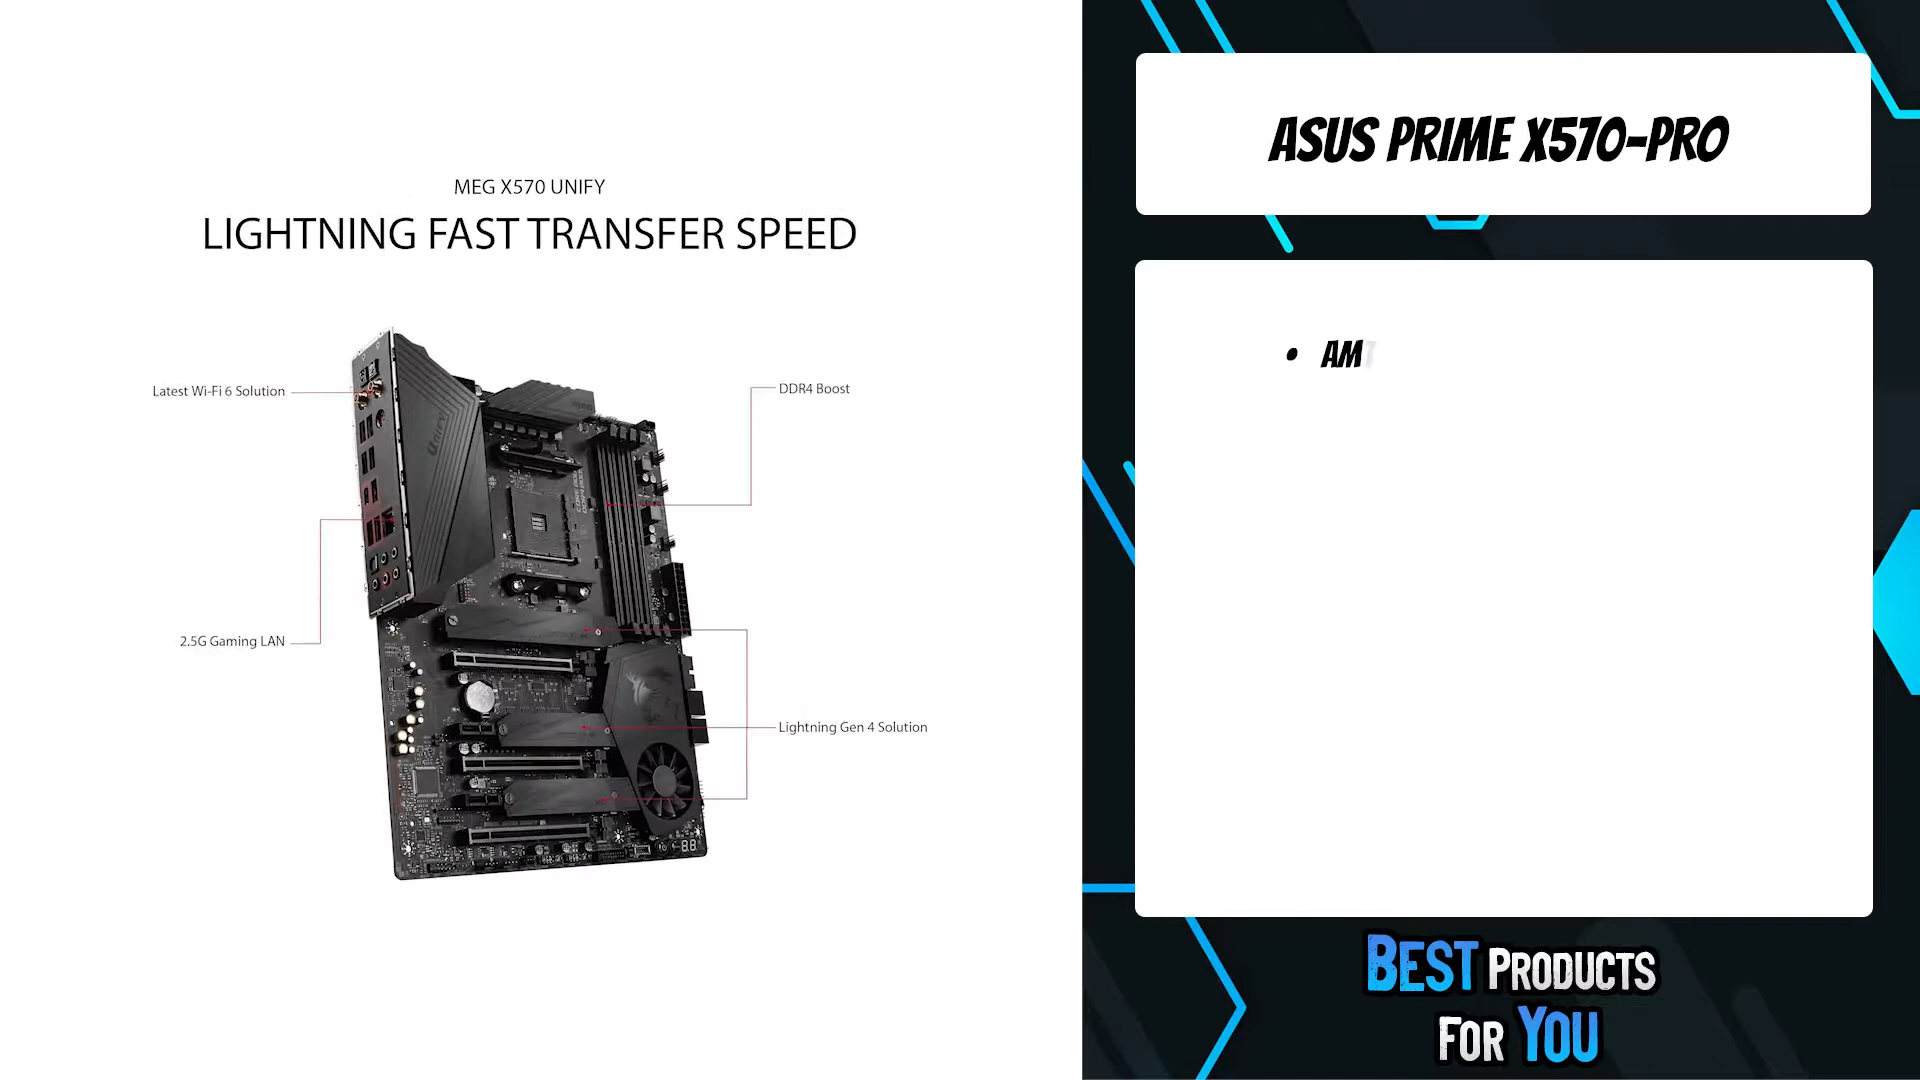 MEG X570 UNIFY
LIGHTNING FAST TRANSFER SPEED
Latest Wi-Fi 6 Solution
DDR4 Boost
2.5G Gaming LAN
Lightning Gen 4 Solution
UNIFY
ASUS PRIME X570-PRO
• AM
BEST PRODUCTS
FOR YOU